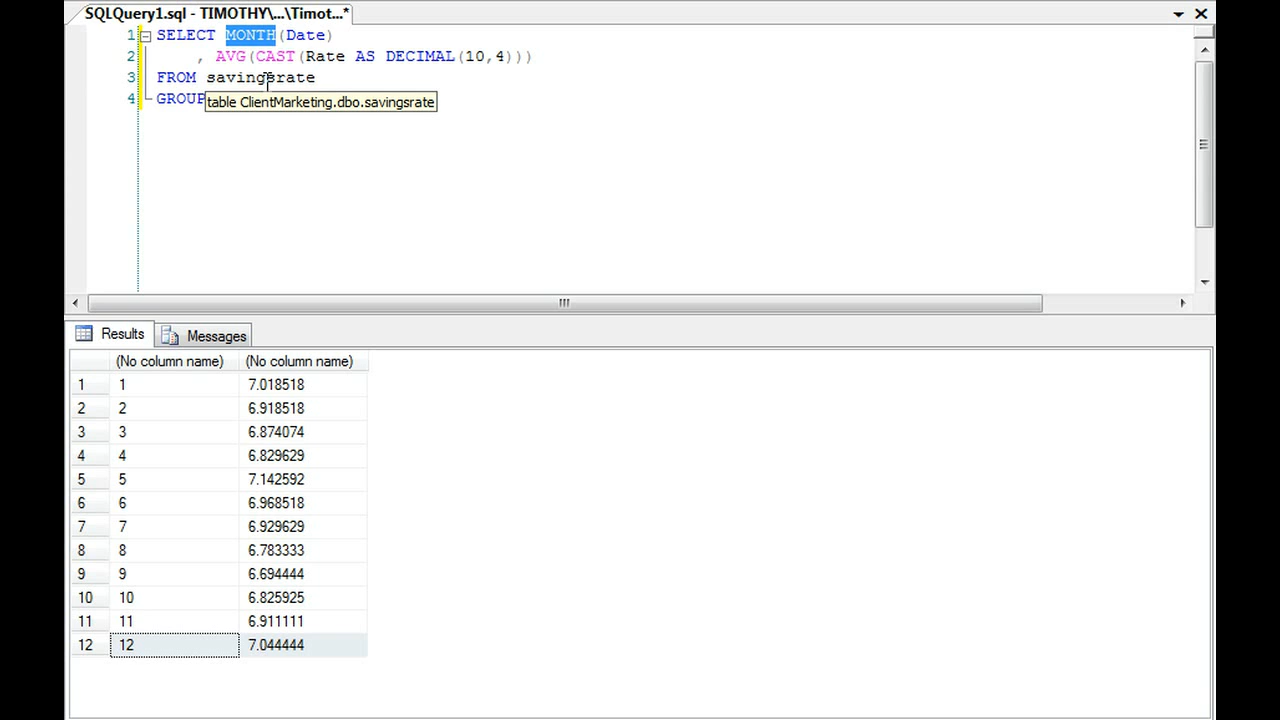 SQLQuery1.sql - TIMOTHY\...\Timot...*
1 SELECT MONTH(Date)
2 , AVG(CAST(Rate AS DECIMAL(10,4)))
3 FROM savingsrate
4 GROUP
table ClientMarketing.dbo.savingsrate
Results Messages
(No column name) (No column name)
1 1 7.018518
2 2 6.918518
3 3 6.874074
4 4 6.829629
5 5 7.142592
6 6 6.968518
7 7 6.929629
8 8 6.783333
9 9 6.694444
10 10 6.825925
11 11 6.911111
12 12 7.044444